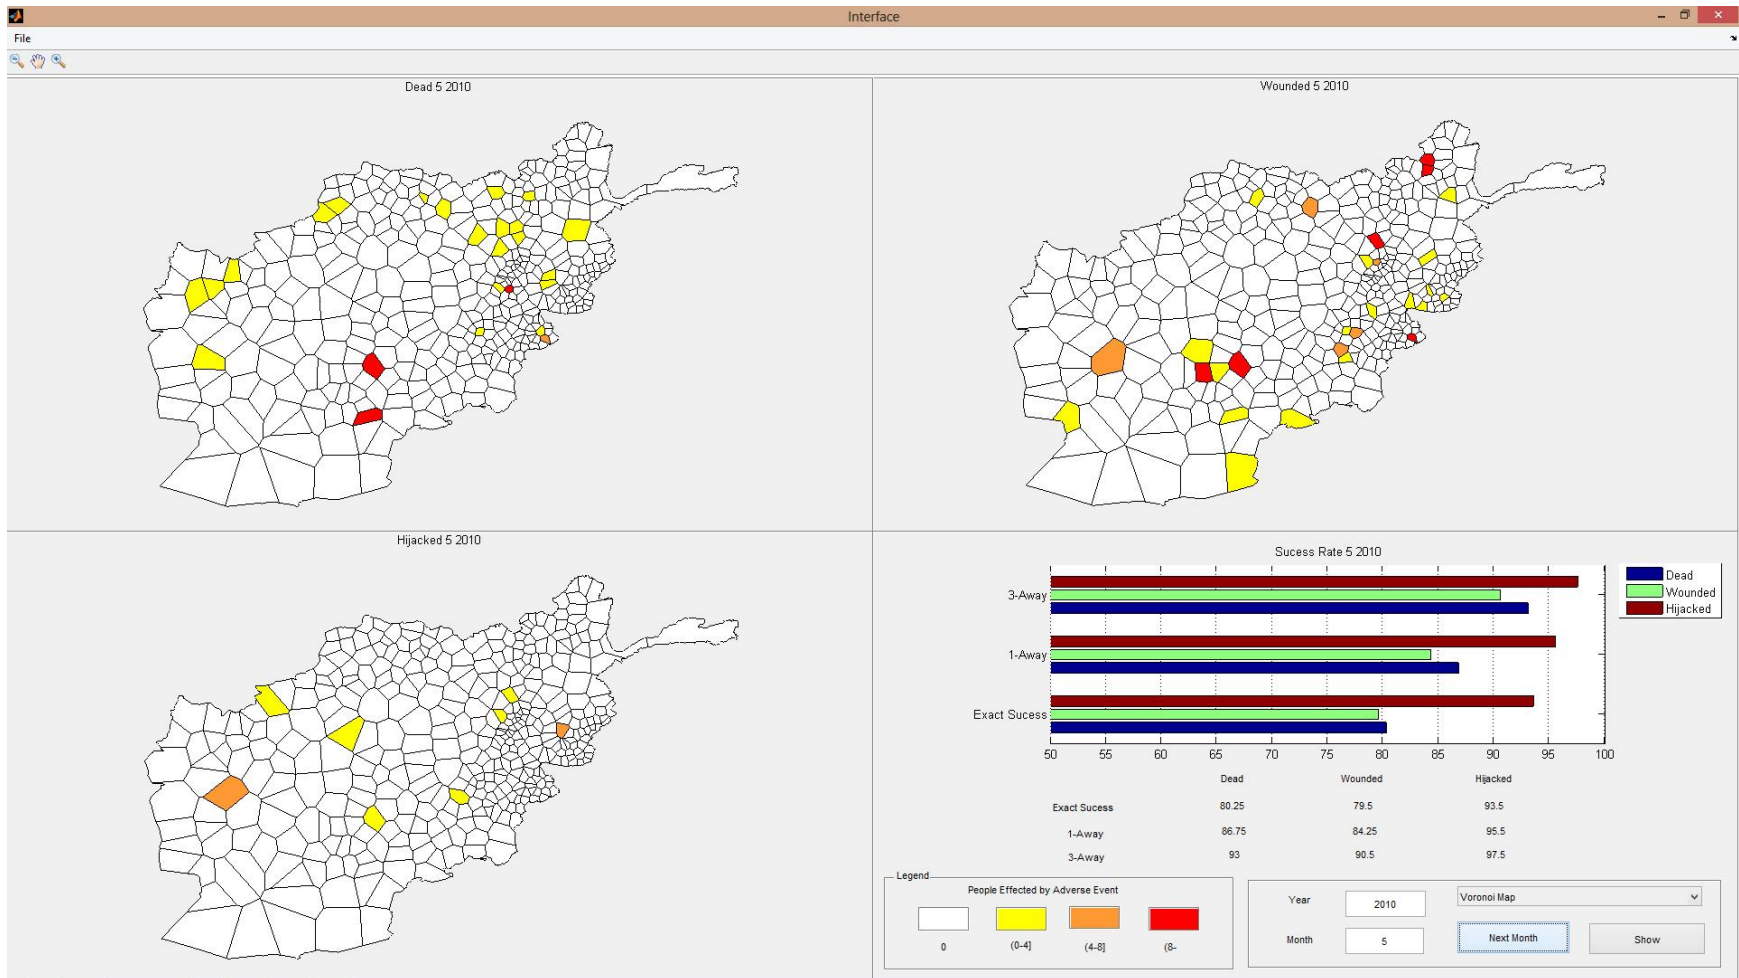 Interface
File
Dead 5 2010
Wounded 5 2010
Hijacked 5 2010
Sucess Rate 5 2010
Dead
Wounded
Hijacked
3-Away
1-Away
Exact Sucess
50 55 60 65 70 75 80 85 90 95 100
Dead Wounded Hijacked
Exact Sucess 80.25 79.5 93.5
1-Away 86.75 84.25 95.5
3-Away 93 90.5 97.5
Legend
People Effected by Adverse Event
0 (0-4] (4-8] (8-
Year 2010 Voronoi Map
Month 5 Next Month Show